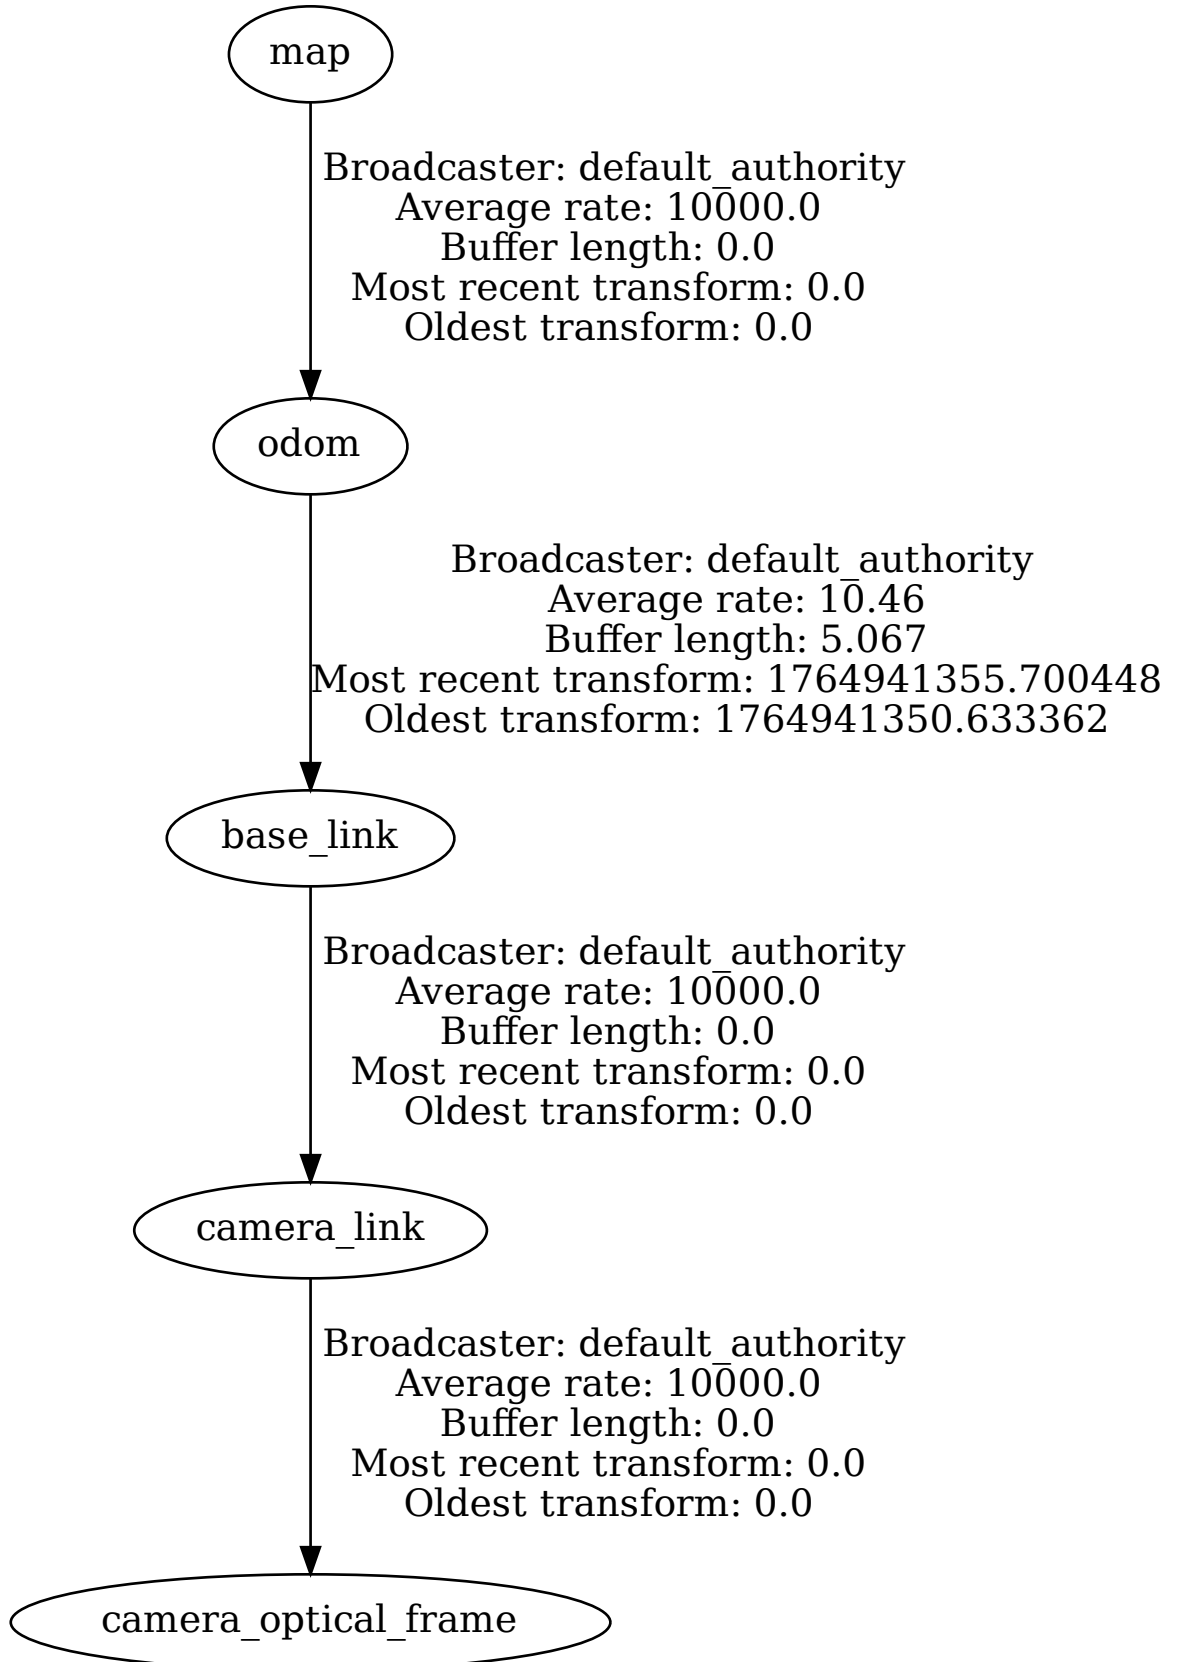 map
Broadcaster: default_authority
Average rate: 10000.0
Buffer length: 0.0
Most recent transform: 0.0
Oldest transform: 0.0
odom
Broadcaster: default_authority
Average rate: 10.46
Buffer length: 5.067
Most recent transform: 1764941355.700448
Oldest transform: 1764941350.633362
base_link
Broadcaster: default_authority
Average rate: 10000.0
Buffer length: 0.0
Most recent transform: 0.0
Oldest transform: 0.0
camera_link
Broadcaster: default_authority
Average rate: 10000.0
Buffer length: 0.0
Most recent transform: 0.0
Oldest transform: 0.0
camera_optical_frame